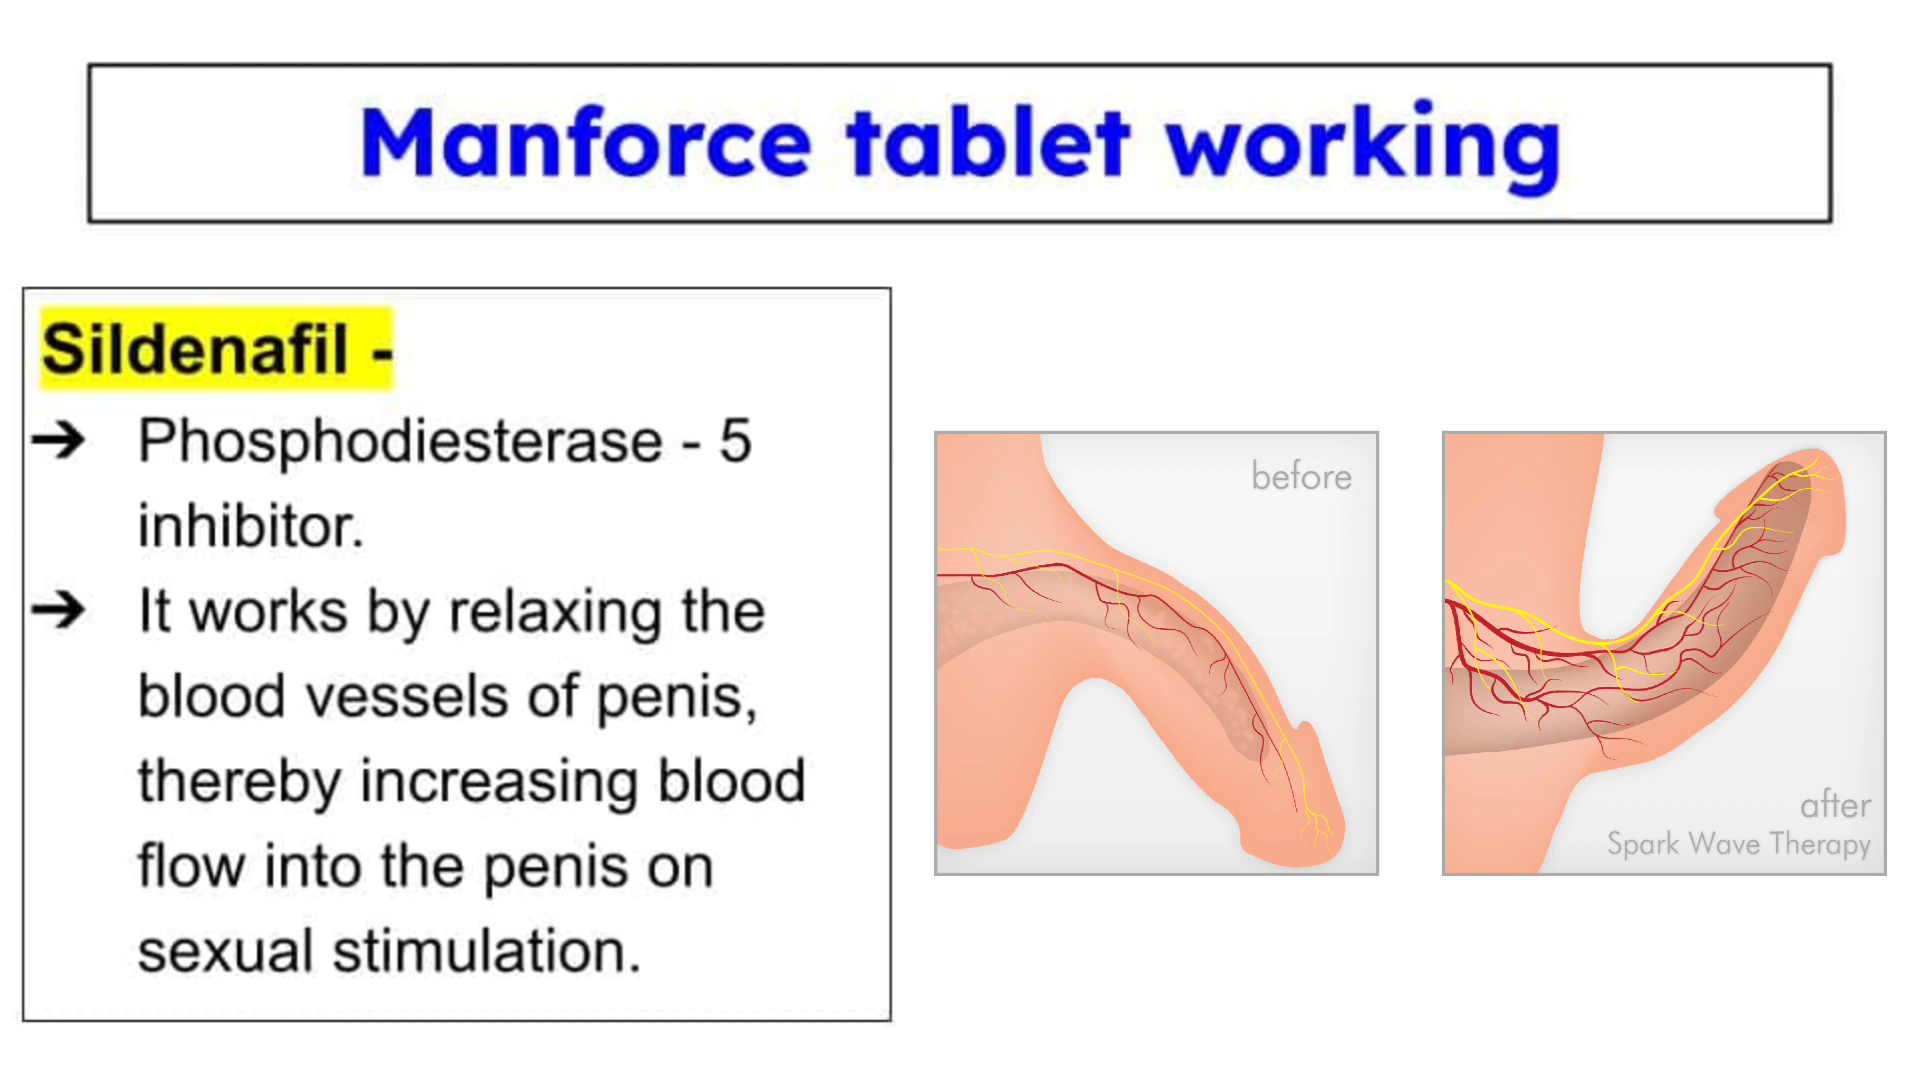 Manforce tablet working
Sildenafil -
➔ Phosphodiesterase - 5
inhibitor.
➔ It works by relaxing the
blood vessels of penis,
thereby increasing blood
flow into the penis on
sexual stimulation.
before
after
Spark Wave Therapy